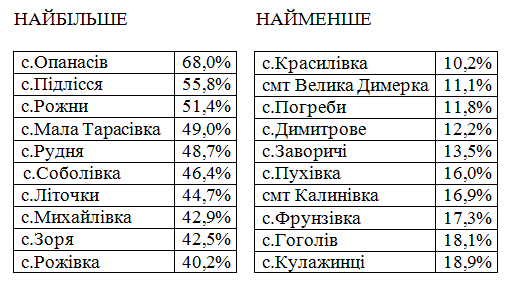 НАЙБІЛЬШЕ
с.Опанасів 68,0%
с.Підлісся 55,8%
с.Рожни 51,4%
с.Мала Тарасівка 49,0%
с.Рудня 48,7%
с.Соболівка 46,4%
с.Літочки 44,7%
с.Михайлівка 42,9%
с.Зоря 42,5%
с.Рожівка 40,2%
НАЙМЕНШЕ
с.Красилівка 10,2%
смт Велика Димерка 11,1%
с.Погреби 11,8%
с.Димитрове 12,2%
с.Заворичі 13,5%
с.Пухівка 16,0%
смт Калинівка 16,9%
с.Фрунзівка 17,3%
с.Гоголів 18,1%
с.Кулажинці 18,9%